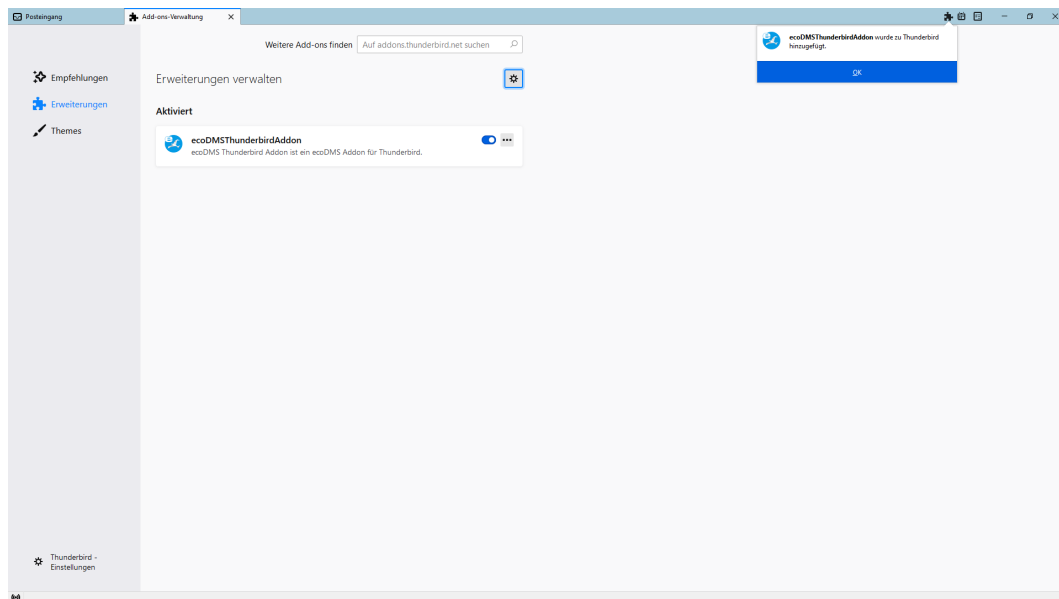 Posteingang
Add-ons-Verwaltung
ecoDMSThunderbirdAddon wurde zu Thunderbird
hinzugefügt.
OK
Weitere Add-ons finden
Auf addons.thunderbird.net suchen
Empfehlungen
Erweiterungen
Themes
Erweiterungen verwalten
Aktiviert
ecoDMSThunderbirdAddon
ecoDMS Thunderbird Addon ist ein ecoDMS Addon für Thunderbird.
Thunderbird -
Einstellungen